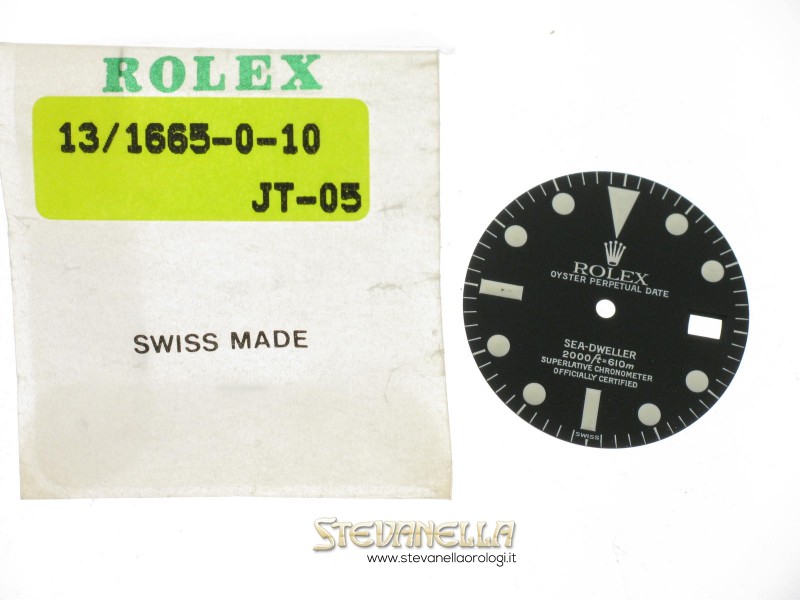 ROLEX
13/1665-0-10
JT-05
SWISS MADE
ROLEX
OYSTER PERPETUAL DATE
SEA-DWELLER
2000ft=610m
SUPERLATIVE CHRONOMETER
OFFICIALLY CERTIFIED
SWISS
STEVANELLA
www.stevanellaorologi.it